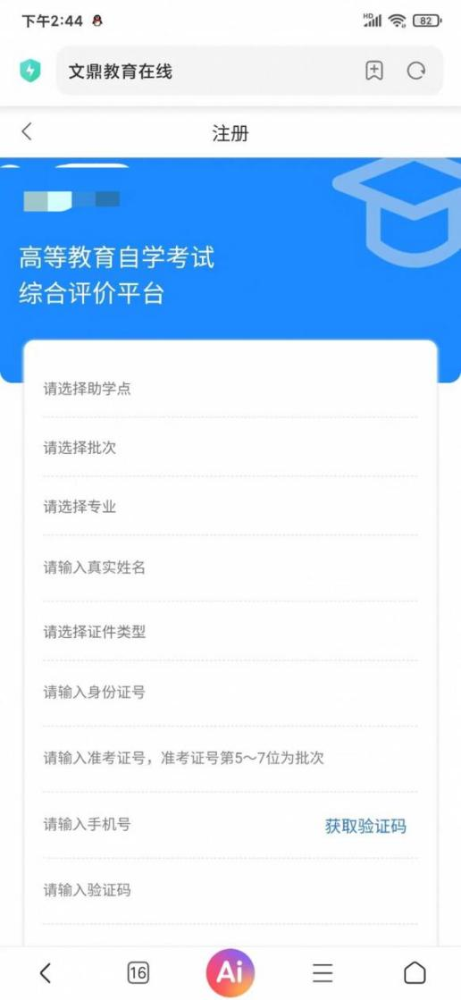 下午2:44
HD
82
文鼎教育在线
注册
高等教育自学考试
综合评价平台
请选择助学点
请选择批次
请选择专业
请输入真实姓名
请选择证件类型
请输入身份证号
请输入准考证号，准考证号第5～7位为批次
请输入手机号 获取验证码
请输入验证码
16
Ai